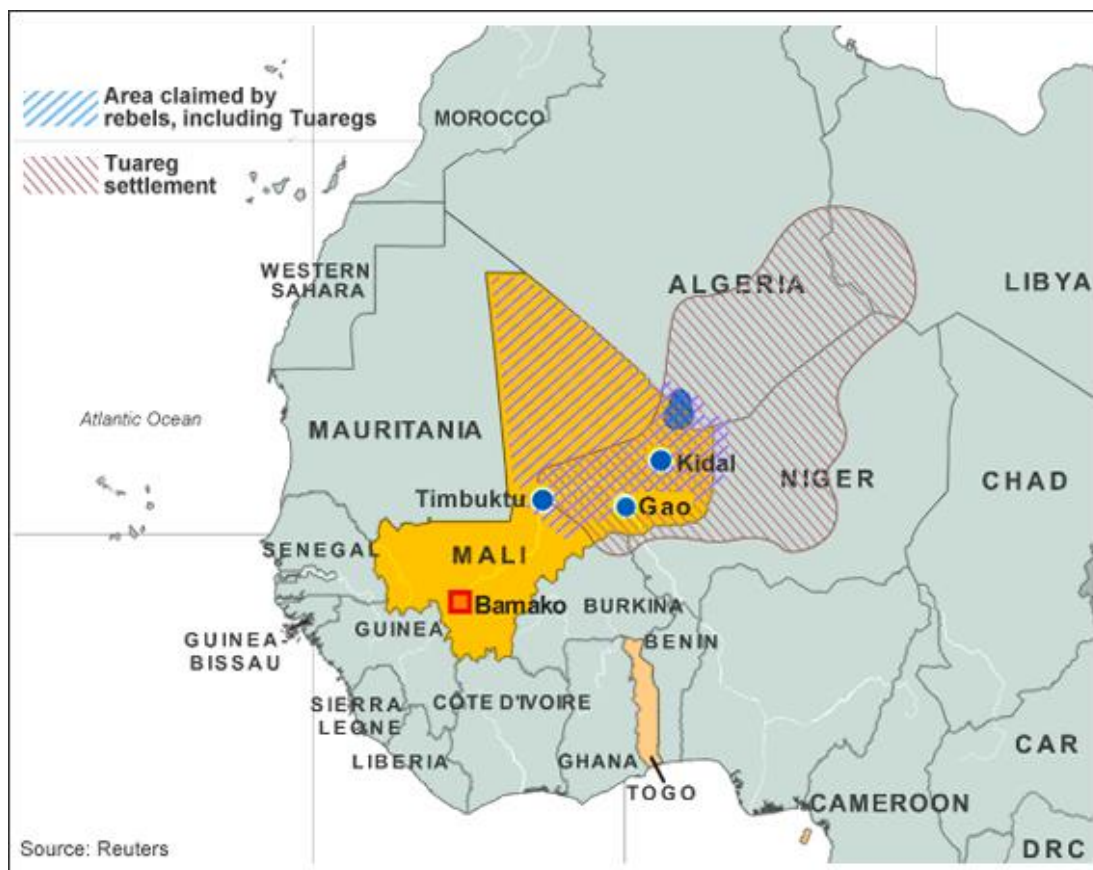 Area claimed by
rebels, including Tuaregs
Tuareg
settlement
MOROCCO
WESTERN
SAHARA
ALGERIA
LIBYA
Atlantic Ocean
MAURITANIA
Kidal
NIGER
CHAD
Timbuktu
Gao
SENEGAL
MALI
Bamako
BURKINA
GUINEA
BENIN
GUINEA-
BISSAU
SIERRA
LEONE
CÔTE D'IVOIRE
LIBERIA
GHANA
CAR
TOGO
CAMEROON
Source: Reuters
DRC